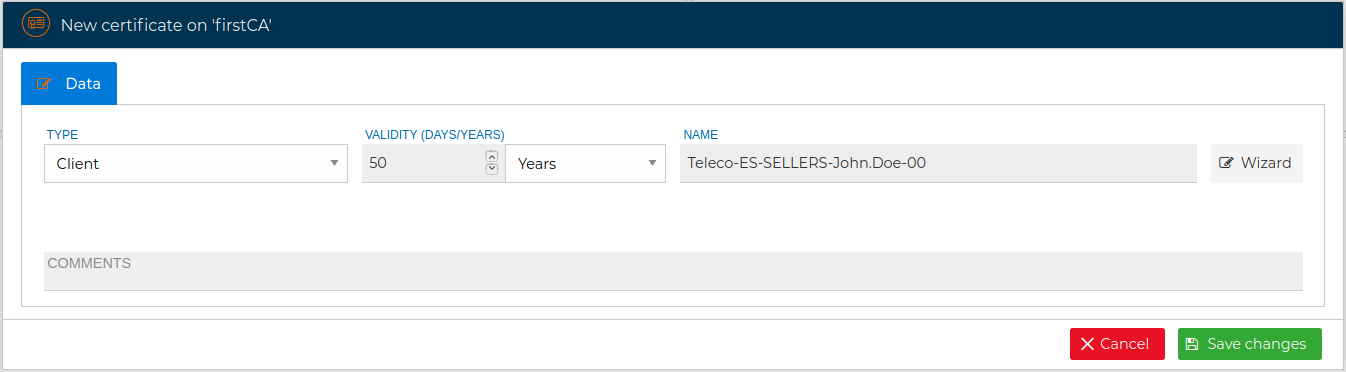 New certificate on 'firstCA'
Data
TYPE VALIDITY (DAYS/YEARS) NAME
Client 50 Years Teleco-ES-SELLERS-John.Doe-00 Wizard
COMMENTS
Cancel Save changes